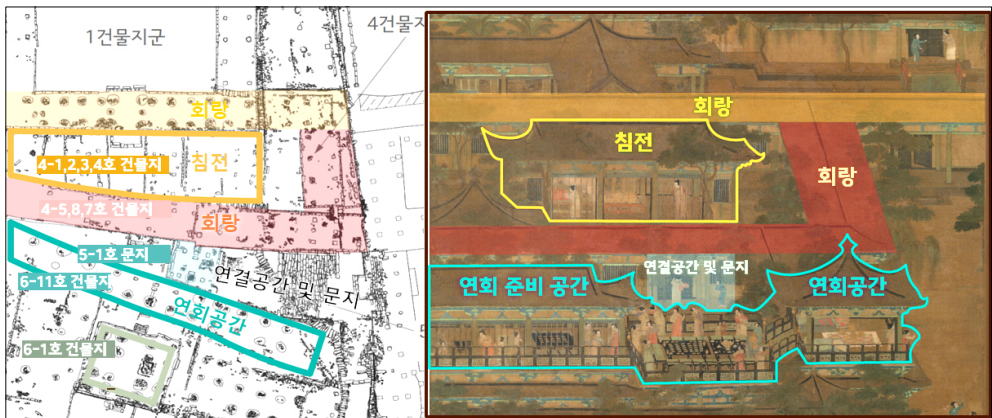 1건물지군
4건물지
회랑
4-1,2,3,4호 건물지
침전
4-5,8,7호 건물지
회랑
5-1호 문지
연결공간 및 문지
6-11호 건물지
연회공간
6-1호 건물지
회랑
침전
회랑
연결공간 및 문지
연회 준비 공간
연회공간